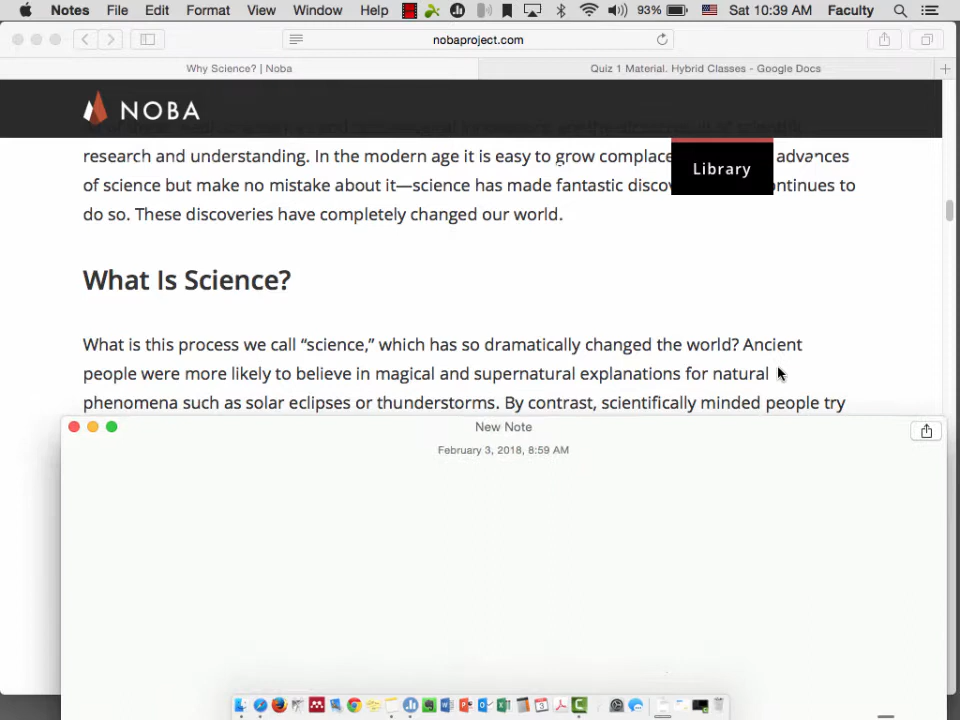 Notes File Edit Format View Window Help 93% Sat 10:39 AM Faculty
nobaproject.com
Why Science? | Noba Quiz 1 Material. Hybrid Classes - Google Docs
NOBA
Library
research and understanding. In the modern age it is easy to grow complace advances
of science but make no mistake about it—science has made fantastic discov ontinues to
do so. These discoveries have completely changed our world.
What Is Science?
What is this process we call “science,” which has so dramatically changed the world? Ancient
people were more likely to believe in magical and supernatural explanations for natural
phenomena such as solar eclipses or thunderstorms. By contrast, scientifically minded people try
New Note
February 3, 2018, 8:59 AM